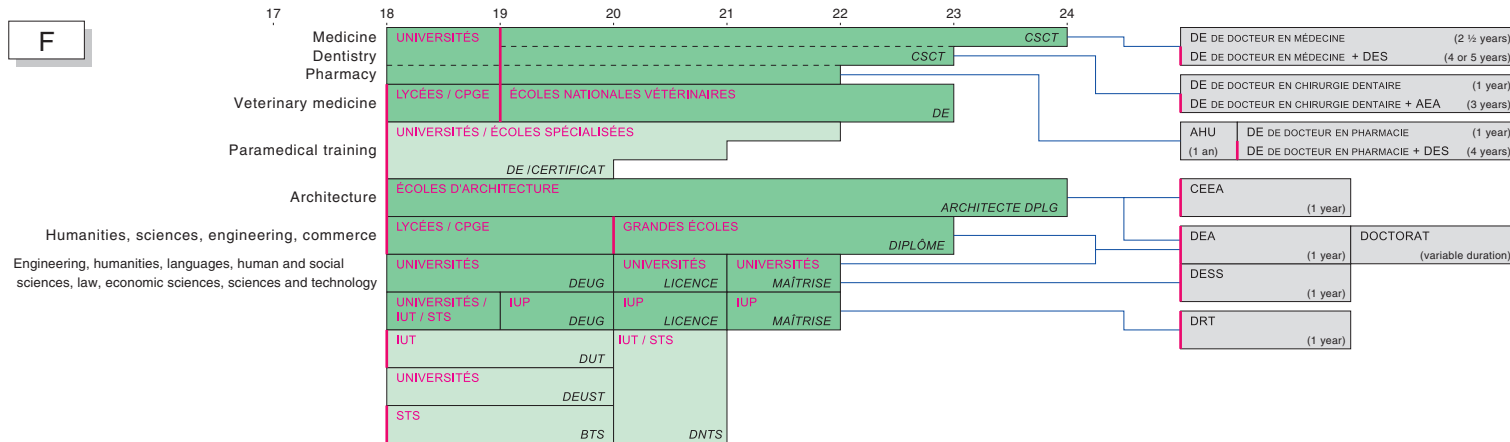 17 18 19 20 21 22 23 24
F
Medicine
UNIVERSITÉS
CSCT
DE DE DOCTEUR EN MÉDECINE (2 ½ years)
Dentistry
CSCT
DE DE DOCTEUR EN MÉDECINE + DES (4 or 5 years)
Pharmacy
DE DE DOCTEUR EN CHIRURGIE DENTAIRE (1 year)
DE DE DOCTEUR EN CHIRURGIE DENTAIRE + AEA (3 years)
Veterinary medicine
LYCÉES / CPGE
ÉCOLES NATIONALES VÉTÉRINAIRES
DE
AHU
(1 an)
DE DE DOCTEUR EN PHARMACIE (1 year)
DE DE DOCTEUR EN PHARMACIE + DES (4 years)
Paramedical training
UNIVERSITÉS / ÉCOLES SPÉCIALISÉES
DE /CERTIFICAT
Architecture
ÉCOLES D'ARCHITECTURE
ARCHITECTE DPLG
CEEA
(1 year)
Humanities, sciences, engineering, commerce
LYCÉES / CPGE
GRANDES ÉCOLES
DIPLÔME
DEA
(1 year)
DOCTORAT
(variable duration)
Engineering, humanities, languages, human and social
sciences, law, economic sciences, sciences and technology
UNIVERSITÉS
DEUG
UNIVERSITÉS
LICENCE
UNIVERSITÉS
MAÎTRISE
DESS
(1 year)
UNIVERSITÉS /
IUT / STS
IUP
DEUG
IUP
LICENCE
IUP
MAÎTRISE
DRT
(1 year)
IUT
DUT
IUT / STS
DNTS
UNIVERSITÉS
DEUST
STS
BTS